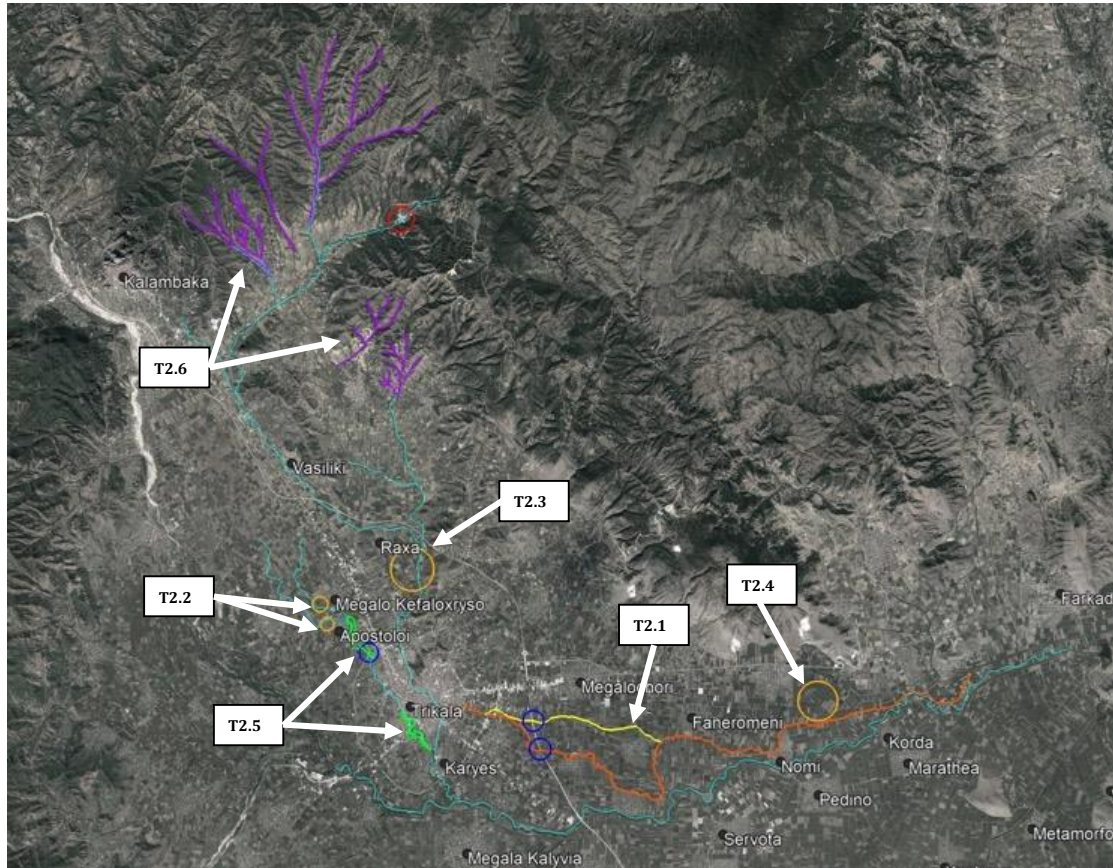 Kalambaka
T2.6
Vasiliki
T2.3
Raxa
T2.2
Megalo Kefaloxryso
T2.4
Farkad
Apostoloi
T2.1
Megalochori
T2.5
Trikala
Faneromeni
Korda
Karyes
Nomi
Marathea
Pedino
Servota
Metamorfo
Megala Kalyvia